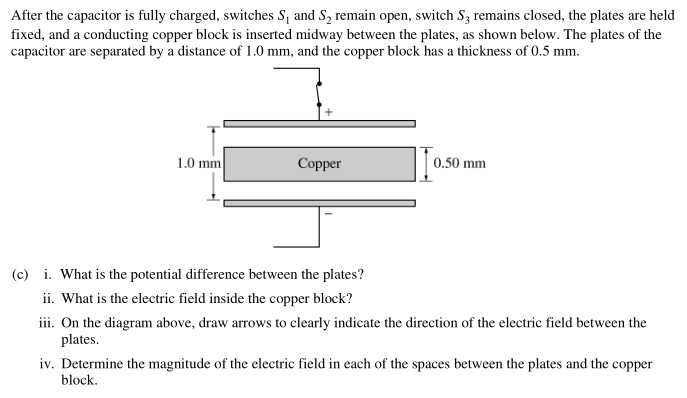 After the capacitor is fully charged, switches S₁ and S₂ remain open, switch S₃ remains closed, the plates are held
fixed, and a conducting copper block is inserted midway between the plates, as shown below. The plates of the
capacitor are separated by a distance of 1.0 mm, and the copper block has a thickness of 0.5 mm.
+
1.0 mm Copper 0.50 mm
−
(c) i. What is the potential difference between the plates?
ii. What is the electric field inside the copper block?
iii. On the diagram above, draw arrows to clearly indicate the direction of the electric field between the
plates.
iv. Determine the magnitude of the electric field in each of the spaces between the plates and the copper
block.